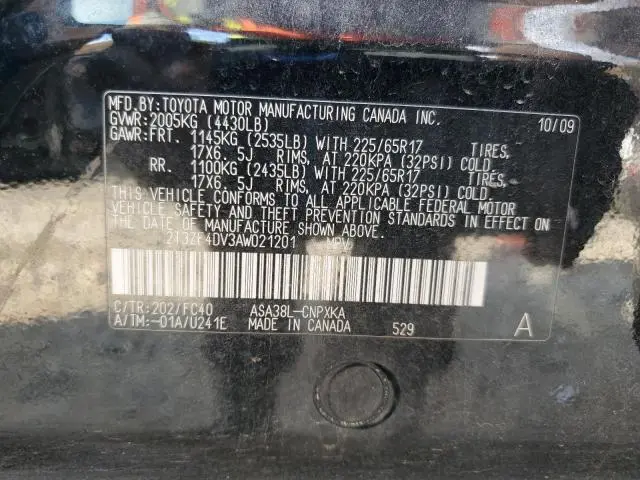 MFD. BY: TOYOTA MOTOR MANUFACTURING CANADA INC. 10/09
GVWR: 2005KG (4430LB)
GAWR: FRT. 1145KG (2535LB) WITH 225/65R17 TIRES,
17X6. 5J RIMS, AT 220KPA (32PSI) COLD
RR. 1100KG (2435LB) WITH 225/65R17 TIRES,
17X6. 5J RIMS, AT 220KPA (32PSI) COLD
THIS VEHICLE CONFORMS TO ALL APPLICABLE FEDERAL MOTOR
VEHICLE SAFETY AND THEFT PREVENTION STANDARDS IN EFFECT ON
THE DATE OF MANUFACTURE SHOWN ABOVE.
2T3ZF4DV3AW021201 MPV
C/TR: 202/FC40 ASA38L-CNPXKA
A/TM: -01A/U241E MADE IN CANADA 529 A